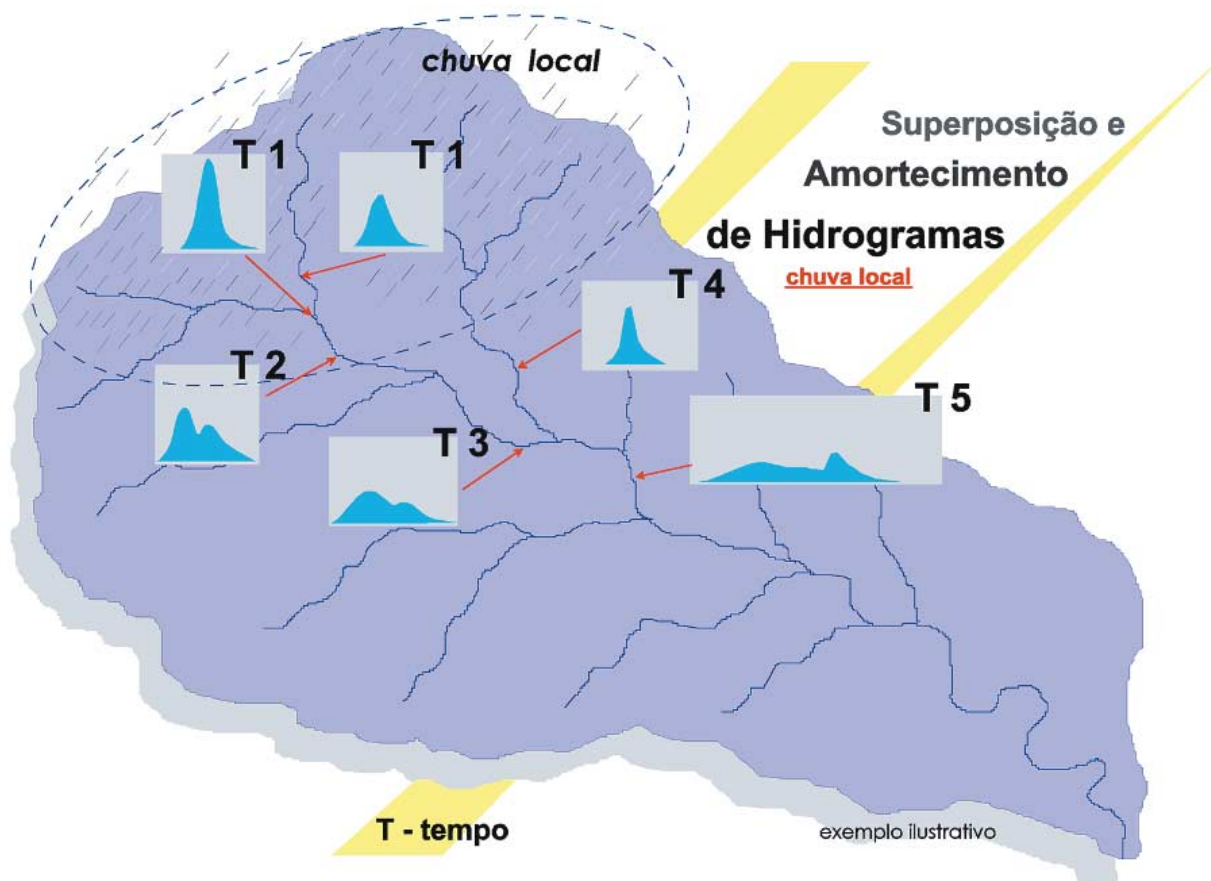 chuva local
Superposição e
Amortecimento
de Hidrogramas
chuva local
T 1
T 1
T 4
T 2
T 5
T 3
T - tempo
exemplo ilustrativo